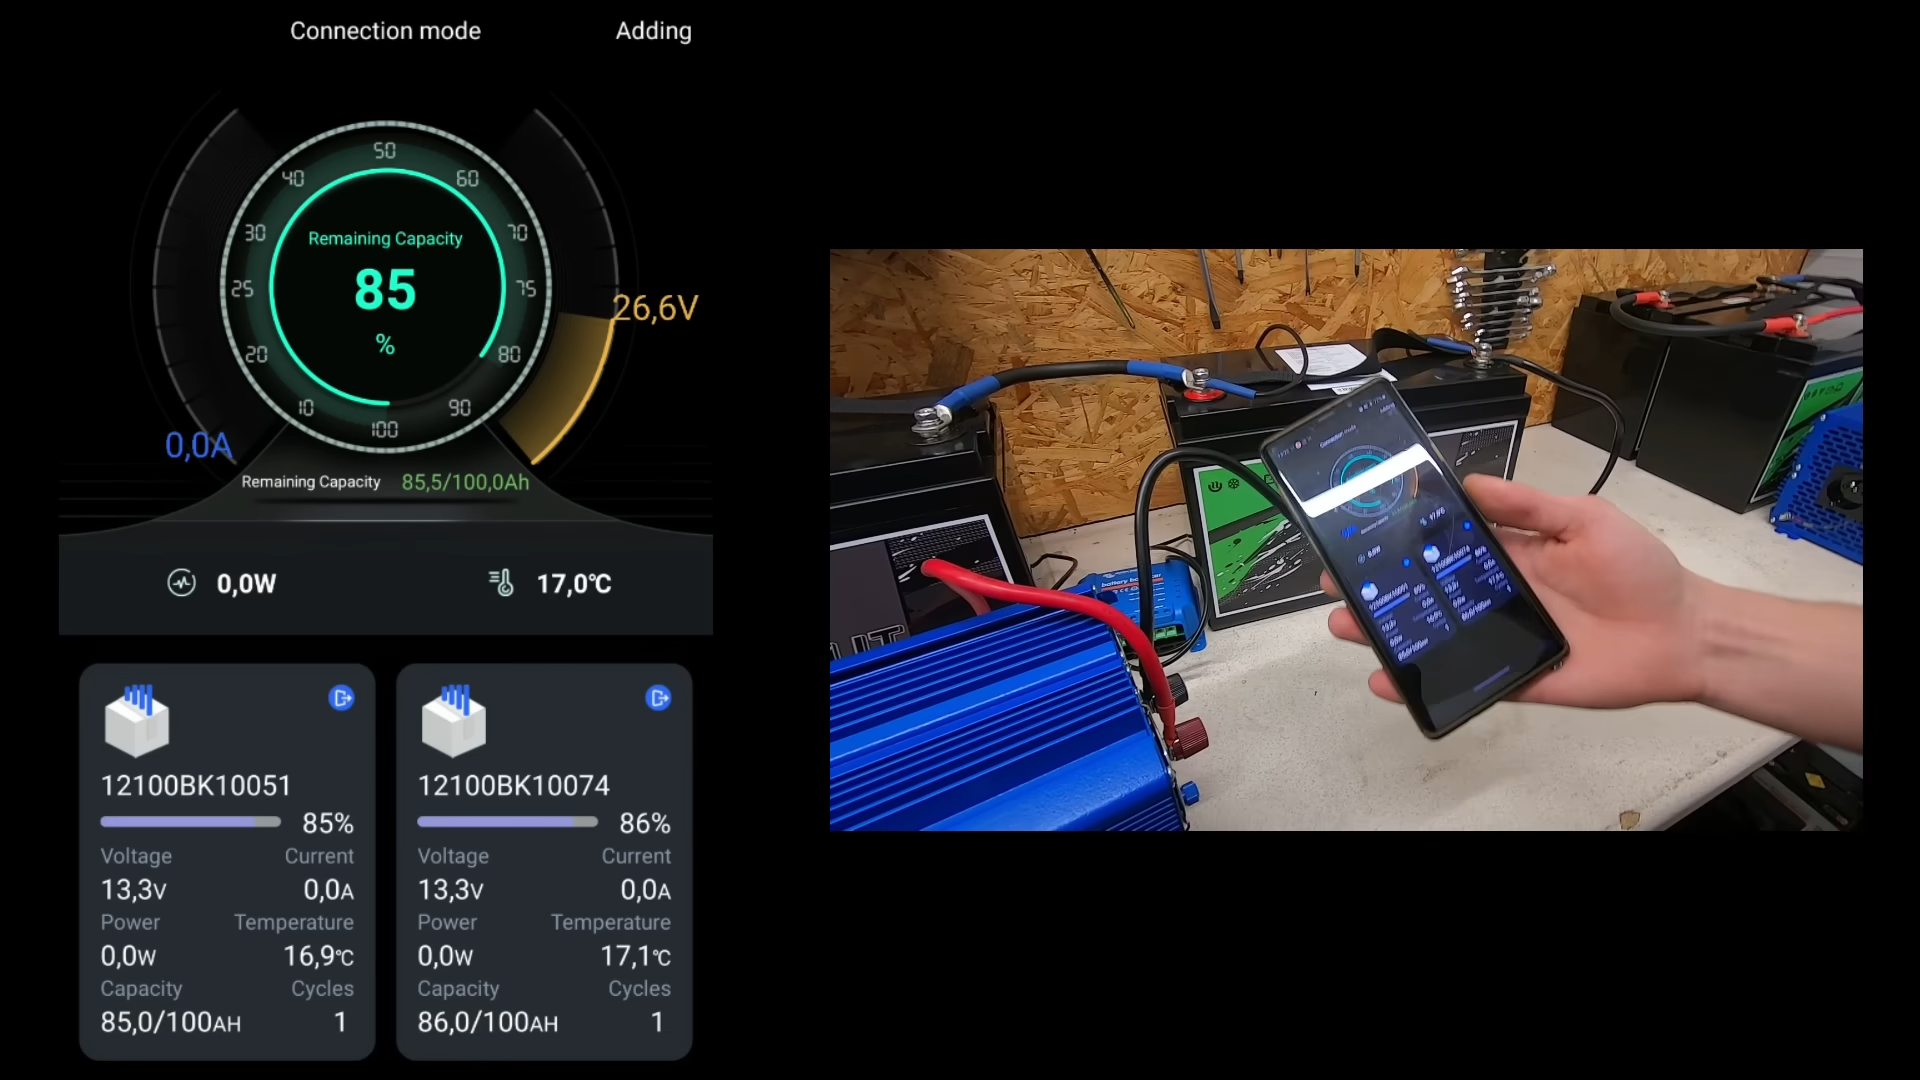 Connection mode
Adding
50
40
60
30
70
Remaining Capacity
25
85
75
26,6V
%
20
80
10
90
100
0,0A
Remaining Capacity 85,5/100,0Ah
0,0W
17,0℃
12100BK10051
85%
Voltage Current
13,3V 0,0A
Power Temperature
0,0W 16,9℃
Capacity Cycles
85,0/100AH 1
12100BK10074
86%
Voltage Current
13,3V 0,0A
Power Temperature
0,0W 17,1℃
Capacity Cycles
86,0/100AH 1